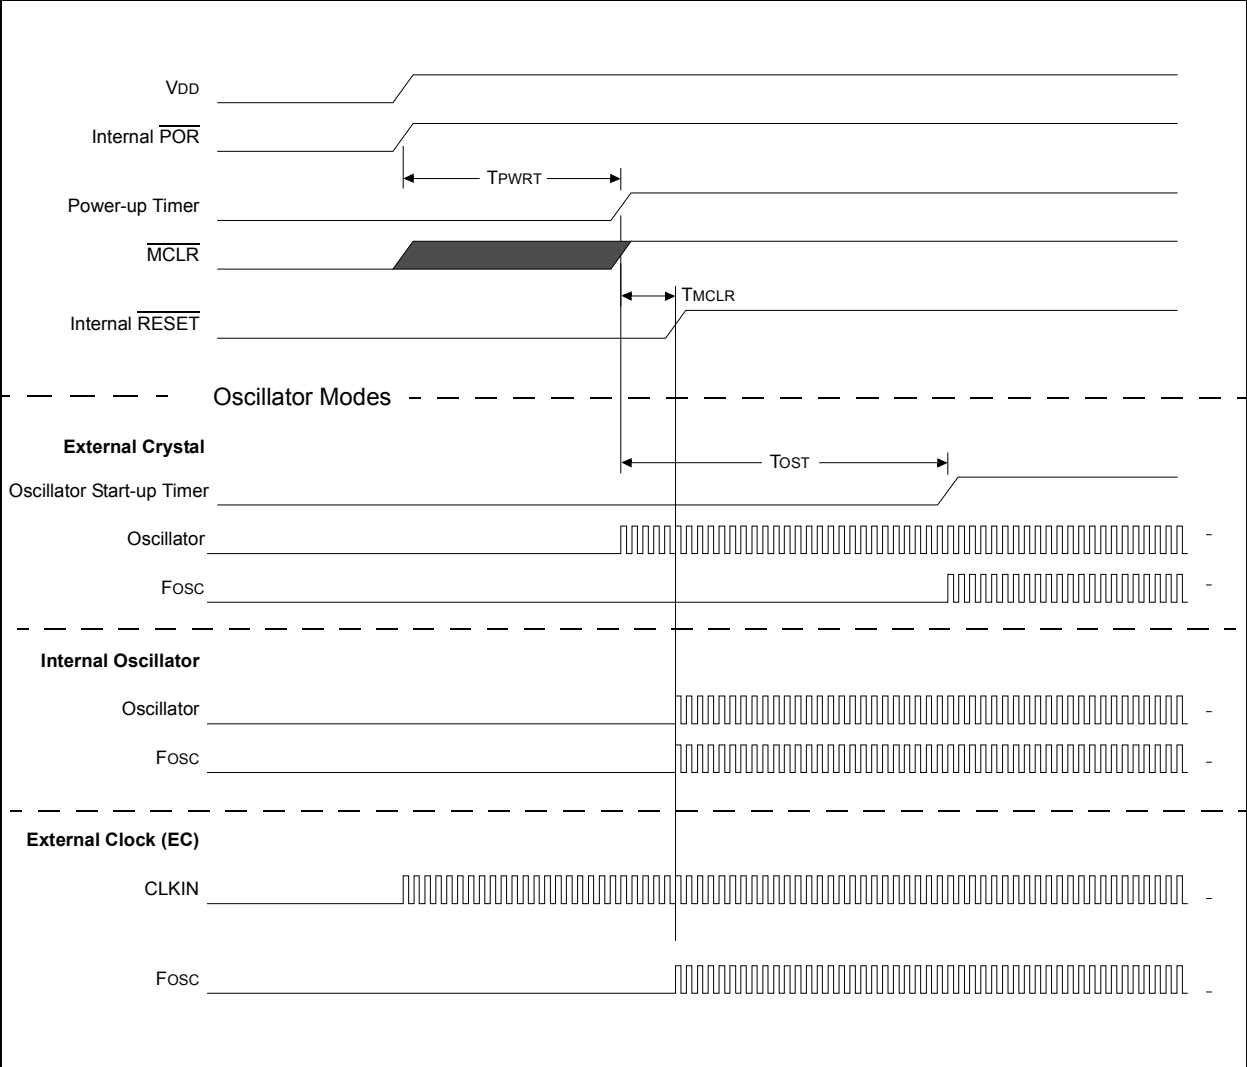 VDD
Internal POR
TPWRT
Power-up Timer
MCLR
TMCLR
Internal RESET
Oscillator Modes
External Crystal
TOST
Oscillator Start-up Timer
Oscillator
FOSC
Internal Oscillator
Oscillator
FOSC
External Clock (EC)
CLKIN
FOSC